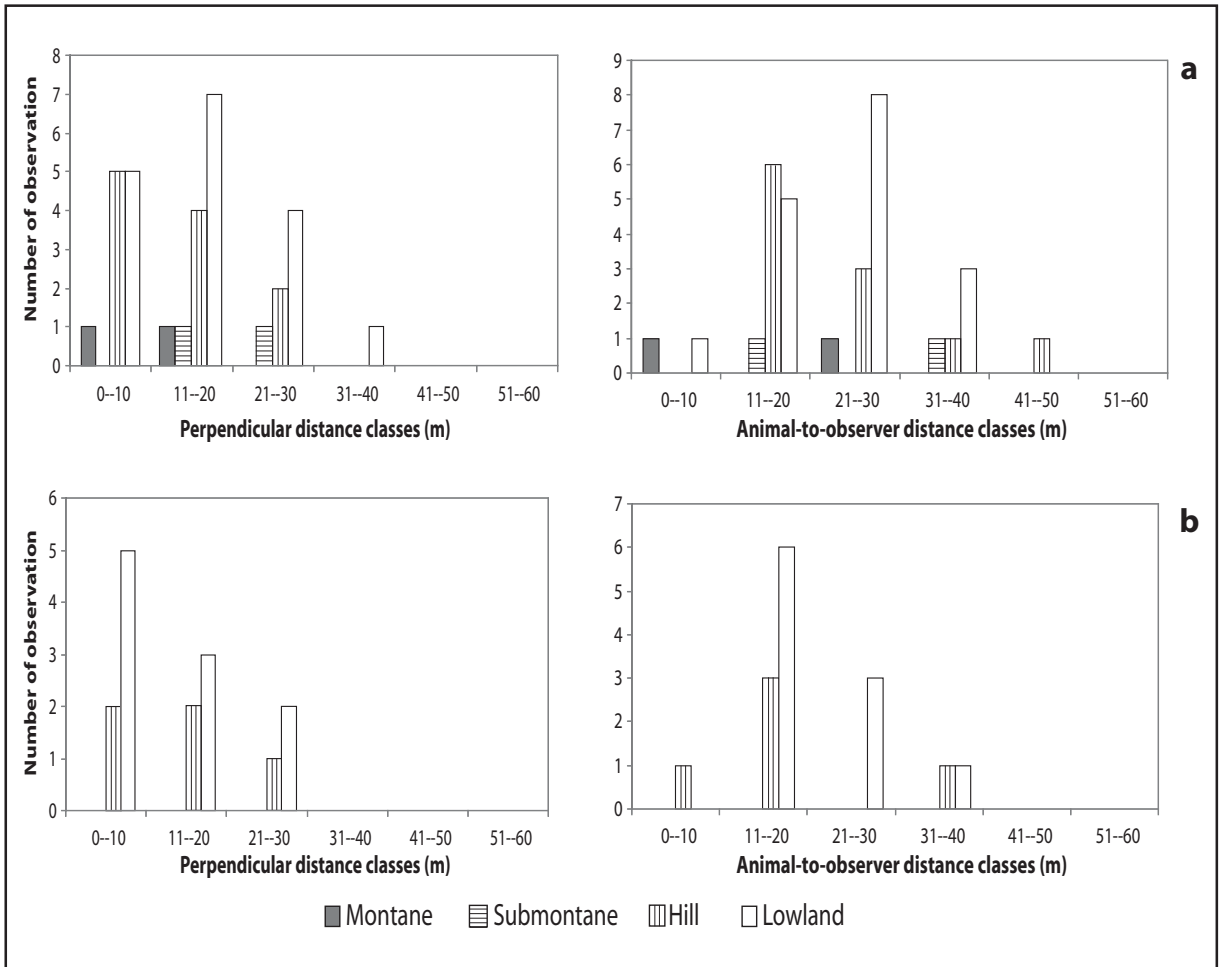 a
Number of observation
8
7
6
5
4
3
2
1
0
0--10 11--20 21--30 31--40 41--50 51--60
Perpendicular distance classes (m)
9
8
7
6
5
4
3
2
1
0
0--10 11--20 21--30 31--40 41--50 51--60
Animal-to-observer distance classes (m)
b
Number of observation
6
5
4
3
2
1
0
0--10 11--20 21--30 31--40 41--50 51--60
Perpendicular distance classes (m)
7
6
5
4
3
2
1
0
0--10 11--20 21--30 31--40 41--50 51--60
Animal-to-observer distance classes (m)
Montane Submontane Hill Lowland